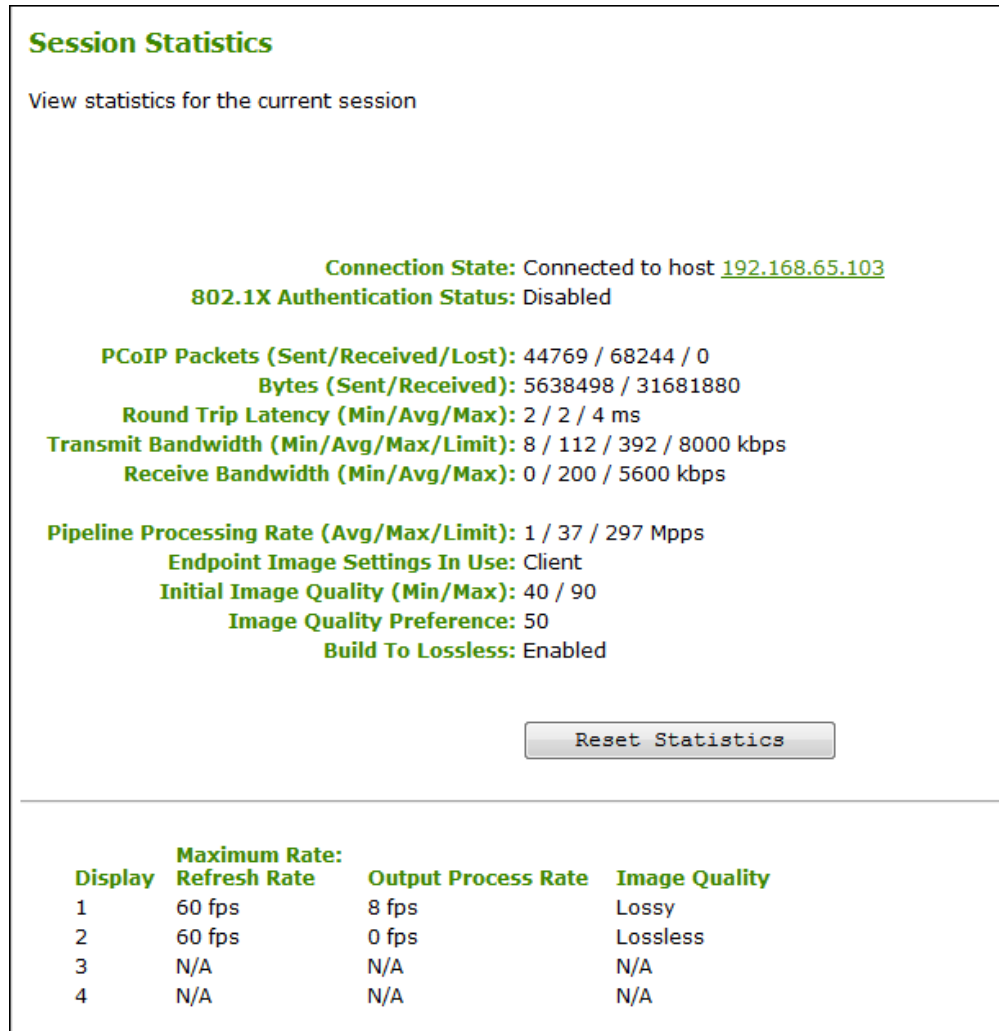 Session Statistics
View statistics for the current session
Connection State: Connected to host 192.168.65.103
802.1X Authentication Status: Disabled
PCoIP Packets (Sent/Received/Lost): 44769 / 68244 / 0
Bytes (Sent/Received): 5638498 / 31681880
Round Trip Latency (Min/Avg/Max): 2 / 2 / 4 ms
Transmit Bandwidth (Min/Avg/Max/Limit): 8 / 112 / 392 / 8000 kbps
Receive Bandwidth (Min/Avg/Max): 0 / 200 / 5600 kbps
Pipeline Processing Rate (Avg/Max/Limit): 1 / 37 / 297 Mpps
Endpoint Image Settings In Use: Client
Initial Image Quality (Min/Max): 40 / 90
Image Quality Preference: 50
Build To Lossless: Enabled
Reset Statistics
Maximum Rate:
Display Refresh Rate Output Process Rate Image Quality
1 60 fps 8 fps Lossy
2 60 fps 0 fps Lossless
3 N/A N/A N/A
4 N/A N/A N/A